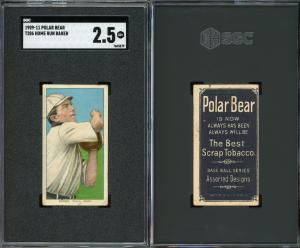 1909-11 POLAR BEAR
T206 HOME RUN BAKER
SGC
2.5
SGC
Polar Bear
IS NOW
ALWAYS HAS BEEN
ALWAYS WILL BE
The Best
Scrap Tobacco.
BASE BALL SERIES
Assorted Designs